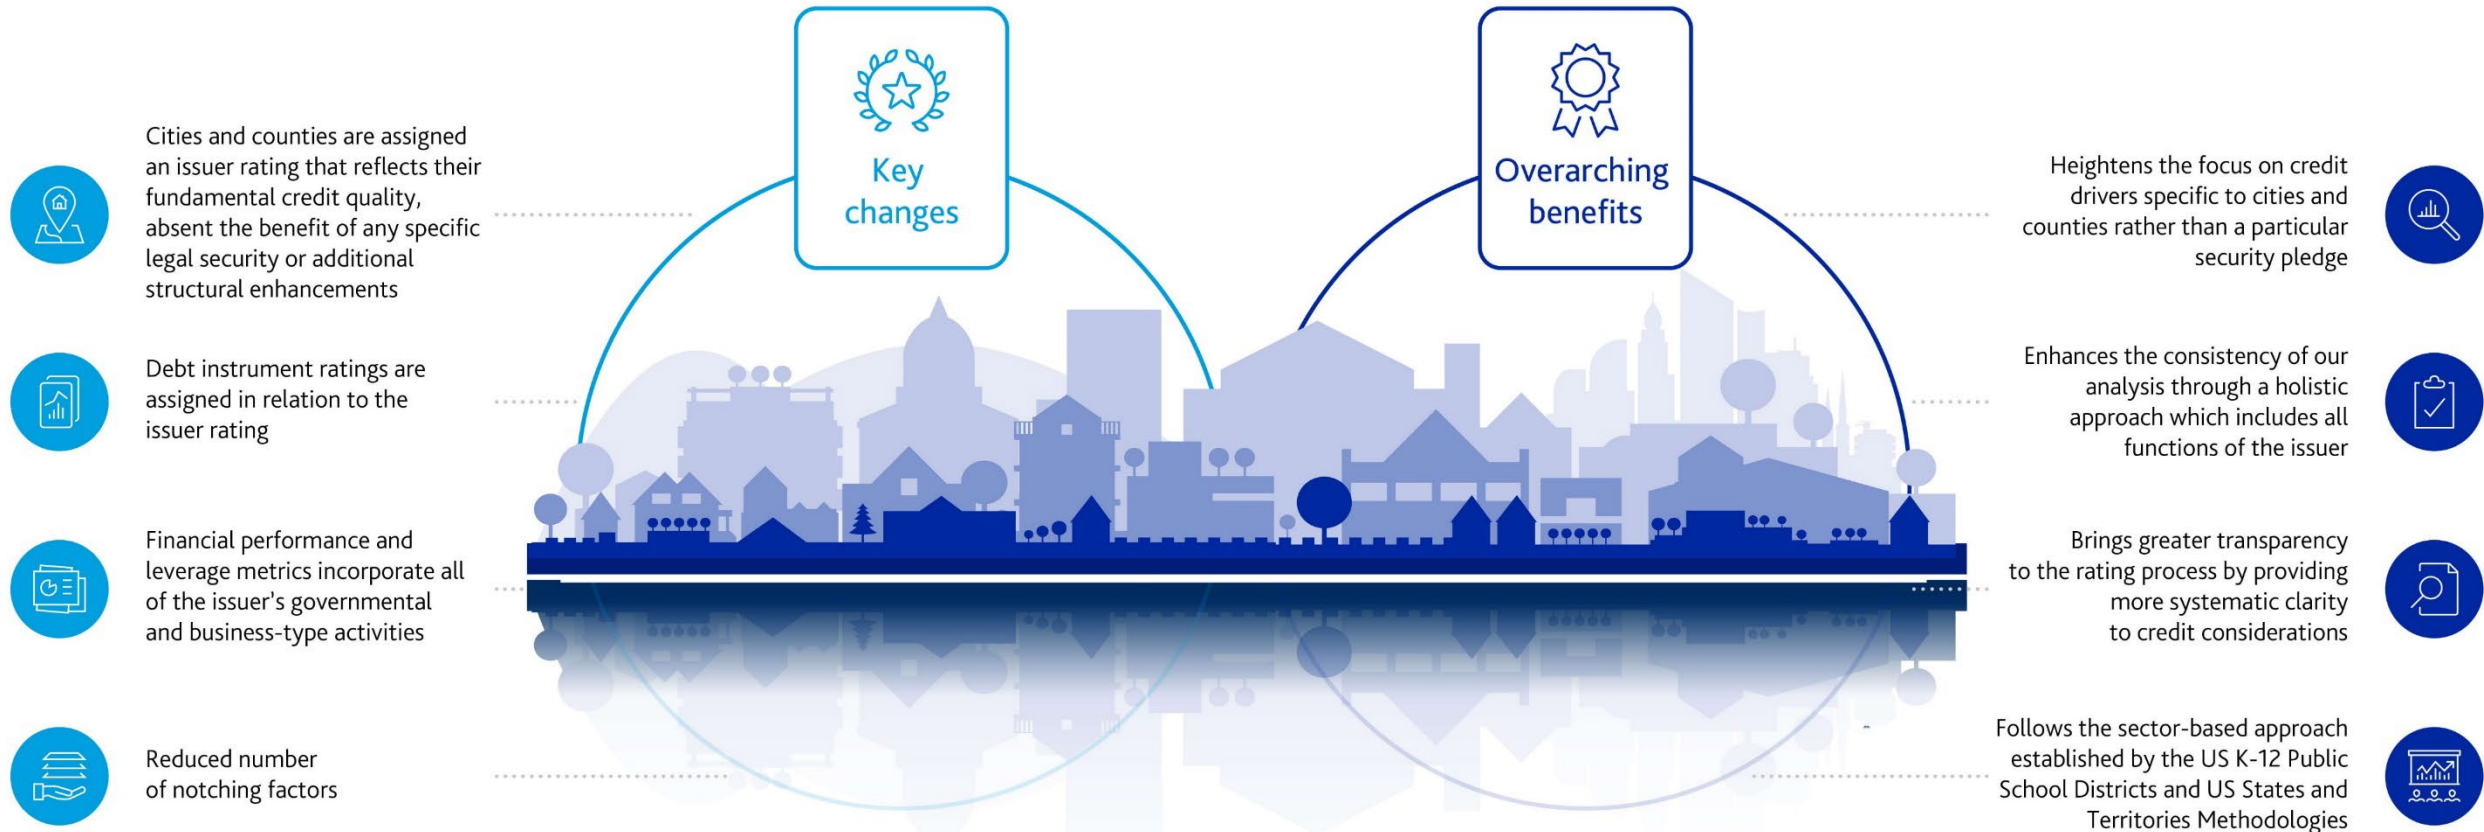 Key
changes
Cities and counties are assigned
an issuer rating that reflects their
fundamental credit quality,
absent the benefit of any specific
legal security or additional
structural enhancements
Debt instrument ratings are
assigned in relation to the
issuer rating
Financial performance and
leverage metrics incorporate all
of the issuer's governmental
and business-type activities
Reduced number
of notching factors
Overarching
benefits
Heightens the focus on credit
drivers specific to cities and
counties rather than a particular
security pledge
Enhances the consistency of our
analysis through a holistic
approach which includes all
functions of the issuer
Brings greater transparency
to the rating process by providing
more systematic clarity
to credit considerations
Follows the sector-based approach
established by the US K-12 Public
School Districts and US States and
Territories Methodologies